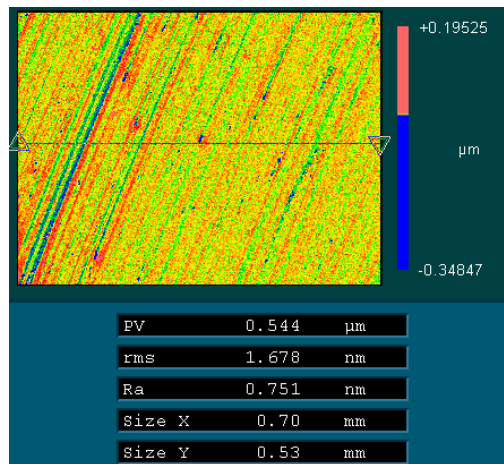 +0.19525
µm
-0.34847
PV 0.544 µm
rms 1.678 nm
Ra 0.751 nm
Size X 0.70 mm
Size Y 0.53 mm